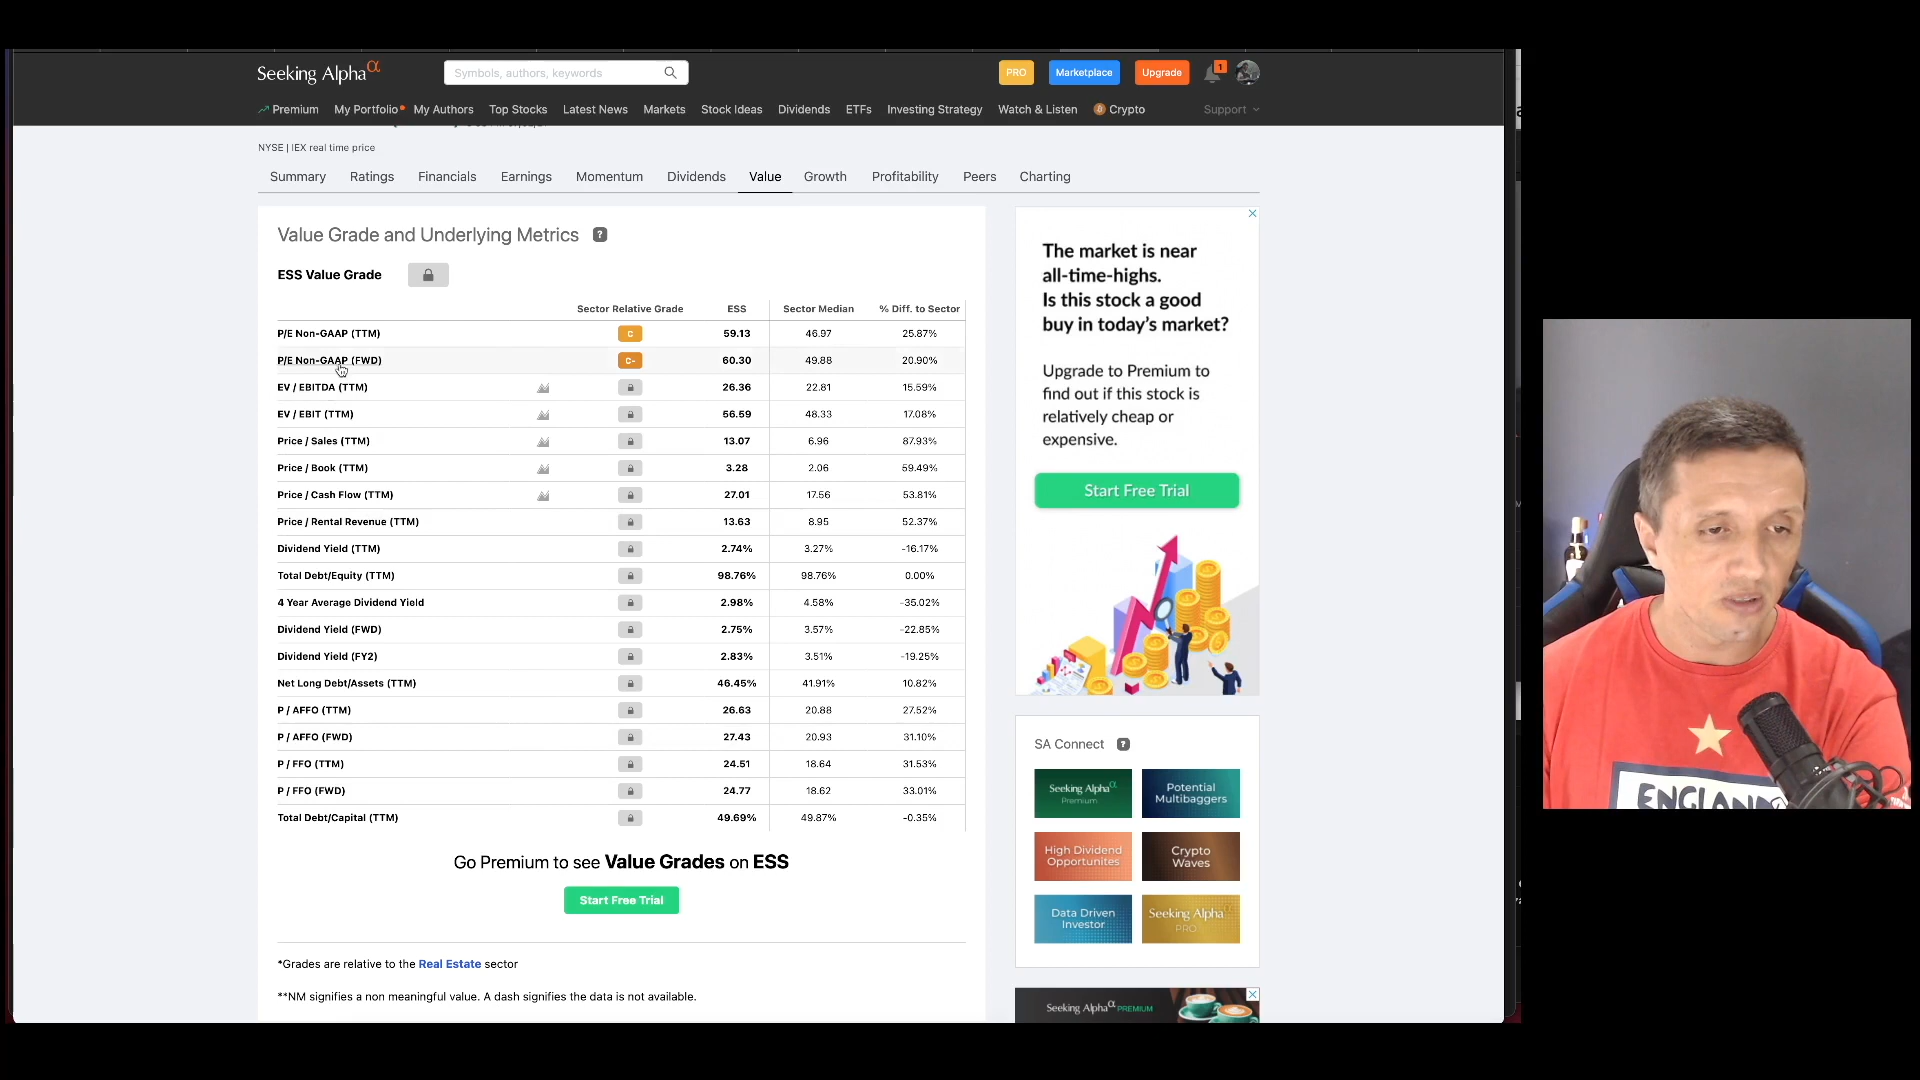 Seeking Alpha α
Symbols, authors, keywords
PRO
Marketplace
Upgrade
1
Premium
My Portfolio
My Authors
Top Stocks
Latest News
Markets
Stock Ideas
Dividends
ETFs
Investing Strategy
Watch & Listen
Crypto
Support
NYSE | IEX real time price
Summary
Ratings
Financials
Earnings
Momentum
Dividends
Value
Growth
Profitability
Peers
Charting
Value Grade and Underlying Metrics ?
ESS Value Grade
Sector Relative Grade ESS Sector Median % Diff. to Sector
P/E Non-GAAP (TTM) C 59.13 46.97 25.87%
P/E Non-GAAP (FWD) C- 60.30 49.88 20.90%
EV / EBITDA (TTM) 26.36 22.81 15.59%
EV / EBIT (TTM) 56.59 48.33 17.08%
Price / Sales (TTM) 13.07 6.96 87.93%
Price / Book (TTM) 3.28 2.06 59.49%
Price / Cash Flow (TTM) 27.01 17.56 53.81%
Price / Rental Revenue (TTM) 13.63 8.95 52.37%
Dividend Yield (TTM) 2.74% 3.27% -16.17%
Total Debt/Equity (TTM) 98.76% 98.76% 0.00%
4 Year Average Dividend Yield 2.98% 4.58% -35.02%
Dividend Yield (FWD) 2.75% 3.57% -22.85%
Dividend Yield (FY2) 2.83% 3.51% -19.25%
Net Long Debt/Assets (TTM) 46.45% 41.91% 10.82%
P / AFFO (TTM) 26.63 20.88 27.52%
P / AFFO (FWD) 27.43 20.93 31.10%
P / FFO (TTM) 24.51 18.64 31.53%
P / FFO (FWD) 24.77 18.62 33.01%
Total Debt/Capital (TTM) 49.69% 49.87% -0.35%
Go Premium to see Value Grades on ESS
Start Free Trial
*Grades are relative to the Real Estate sector
**NM signifies a non meaningful value. A dash signifies the data is not available.
The market is near
all-time-highs.
Is this stock a good
buy in today's market?
Upgrade to Premium to
find out if this stock is
relatively cheap or
expensive.
Start Free Trial
SA Connect ?
Seeking Alpha α
Premium
Potential
Multibaggers
High Dividend
Opportunites
Crypto
Waves
Data Driven
Investor
Seeking Alpha α
PRO
Seeking Alpha α PREMIUM
ENGLAND